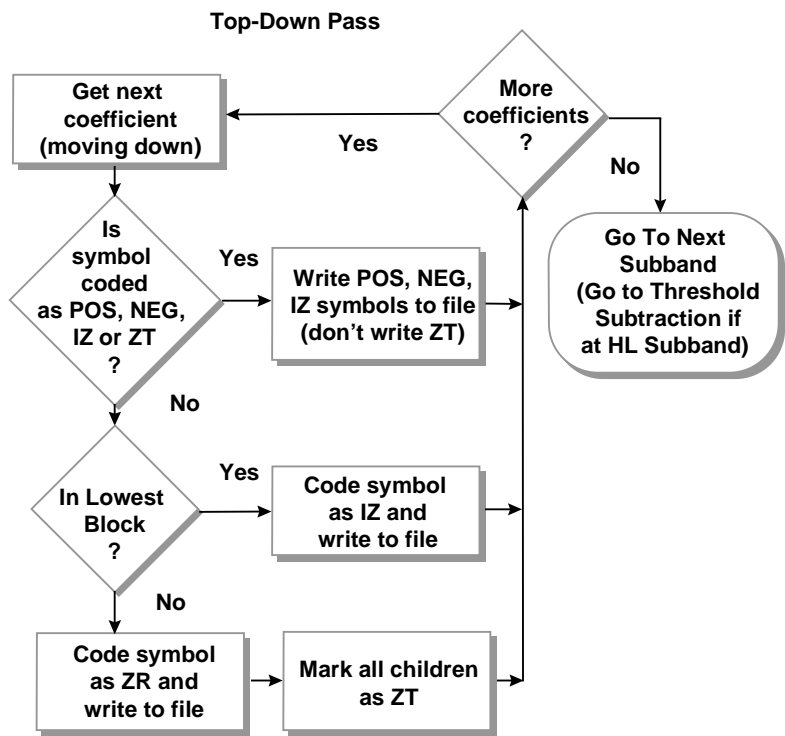 Top-Down Pass
Get next
coefficient
(moving down)
More
coefficients
?
Yes
No
Is
symbol
coded
as POS, NEG,
IZ or ZT
?
Yes
Write POS, NEG,
IZ symbols to file
(don't write ZT)
Go To Next
Subband
(Go to Threshold
Subtraction if
at HL Subband)
No
In Lowest
Block
?
Yes
Code symbol
as IZ and
write to file
No
Code symbol
as ZR and
write to file
Mark all children
as ZT